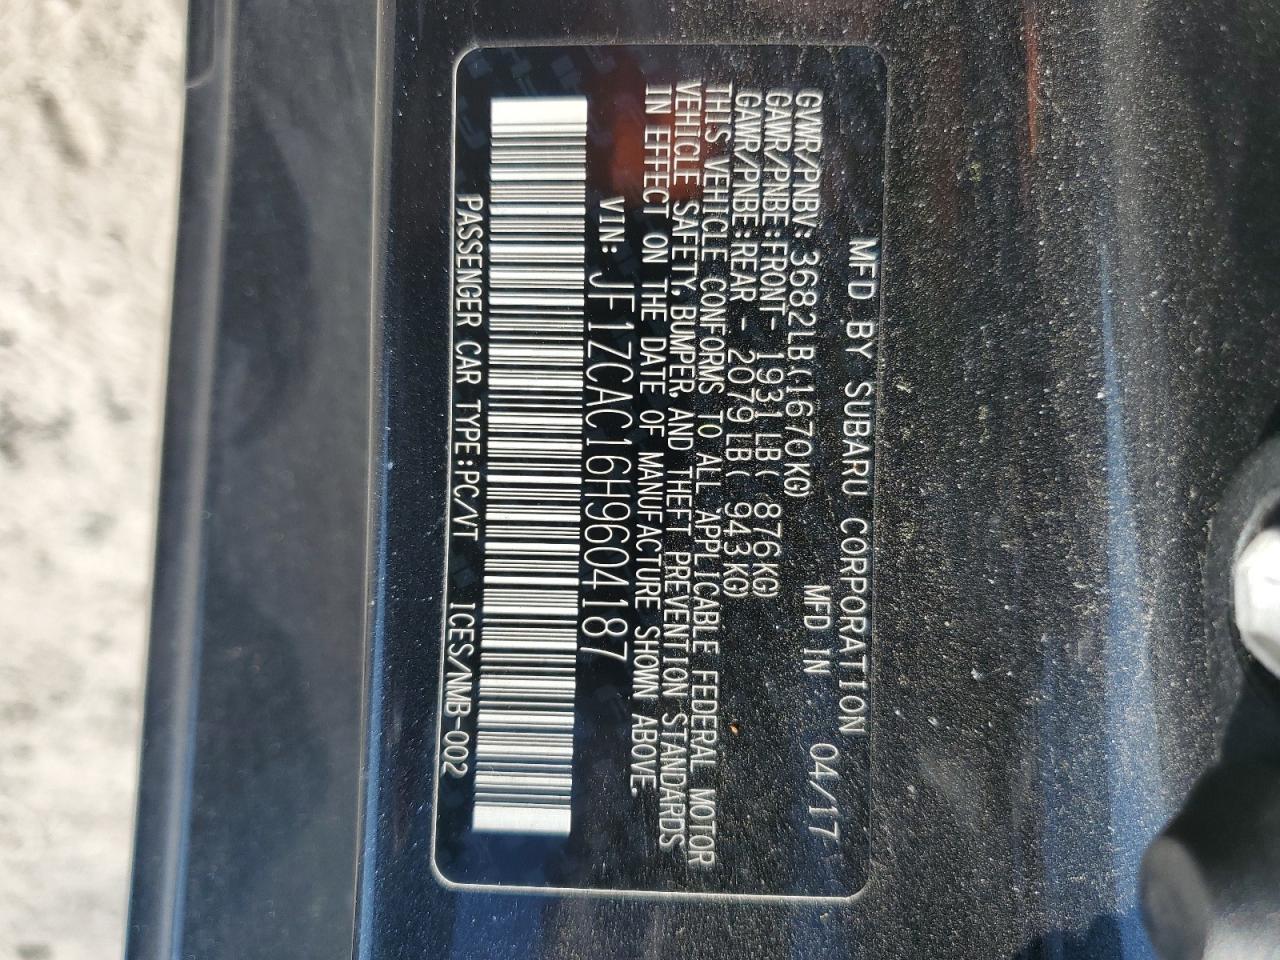 MFD BY SUBARU CORPORATION
GVWR/PNBV: 3682LB(1670KG) MFD IN 04/17
GAWR/PNBE:FRONT- 1931LB( 876KG)
GAWR/PNBE:REAR - 2079LB( 943KG)
THIS VEHICLE CONFORMS TO ALL APPLICABLE FEDERAL MOTOR
VEHICLE SAFETY, BUMPER, AND THEFT PREVENTION STANDARDS
IN EFFECT ON THE DATE OF MANUFACTURE SHOWN ABOVE.
VIN: JF1ZCAC16H9604187
PASSENGER CAR TYPE:PC/VT ICES/NMB-002